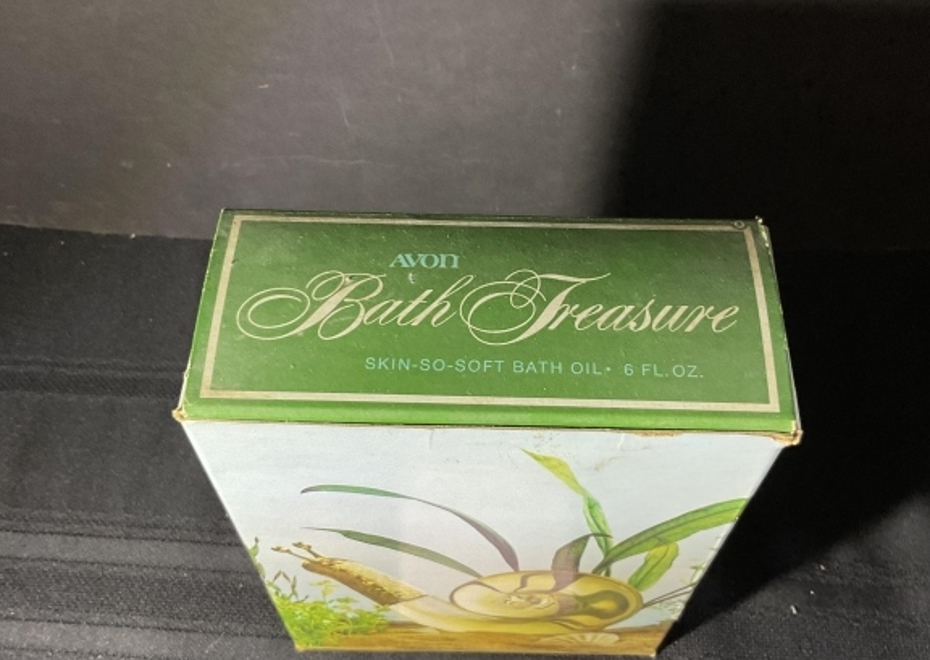 AVON
Bath Treasure
SKIN-SO-SOFT BATH OIL• 6 FL.OZ.